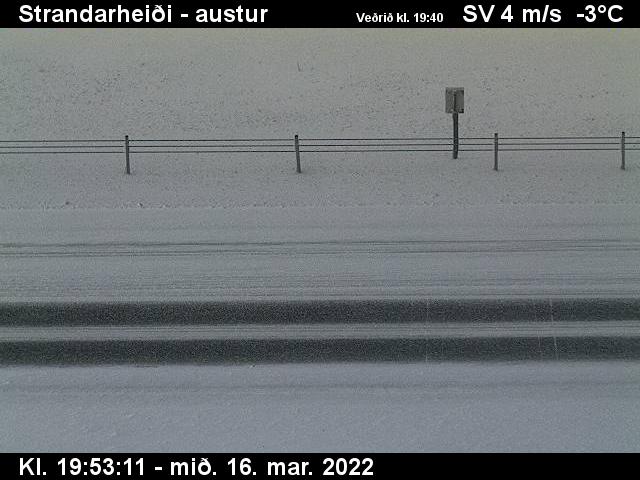 Strandarheiði - austur Veðrið kl. 19:40 SV 4 m/s -3°C
Kl. 19:53:11 - mið. 16. mar. 2022